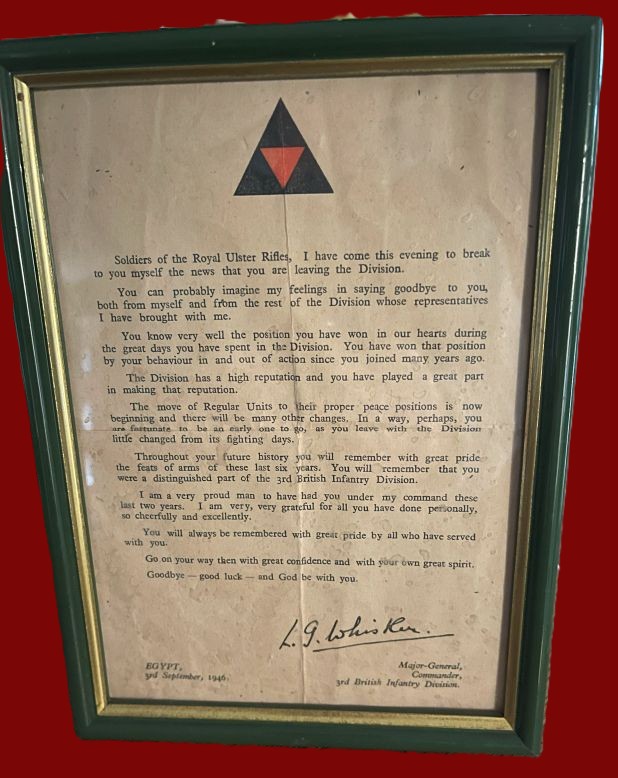 Soldiers of the Royal Ulster Rifles, I have come this evening to break
to you myself the news that you are leaving the Division.
You can probably imagine my feelings in saying goodbye to you,
both from myself and from the rest of the Division whose representatives
I have brought with me.
You know very well the position you have won in our hearts during
the great days you have spent in the Division. You have won that position
by your behaviour in and out of action since you joined many years ago.
The Division has a high reputation and you have played a great part
in making that reputation.
The move of Regular Units to their proper peace positions is now
beginning and there will be many other changes. In a way, perhaps, you
are fortunate to be an early one to go, as you leave with the Division
little changed from its fighting days.
Throughout your future history you will remember with great pride
the feats of arms of these last six years. You will remember that you
were a distinguished part of the 3rd British Infantry Division.
I am a very proud man to have had you under my command these
last two years. I am very, very grateful for all you have done personally,
so cheerfully and excellently.
You will always be remembered with great pride by all who have served
with you.
Go on your way then with great confidence and with your own great spirit.
Goodbye — good luck — and God be with you.
L. G. Whisker.
EGYPT,
3rd September, 1946.
Major-General,
Commander,
3rd British Infantry Division.